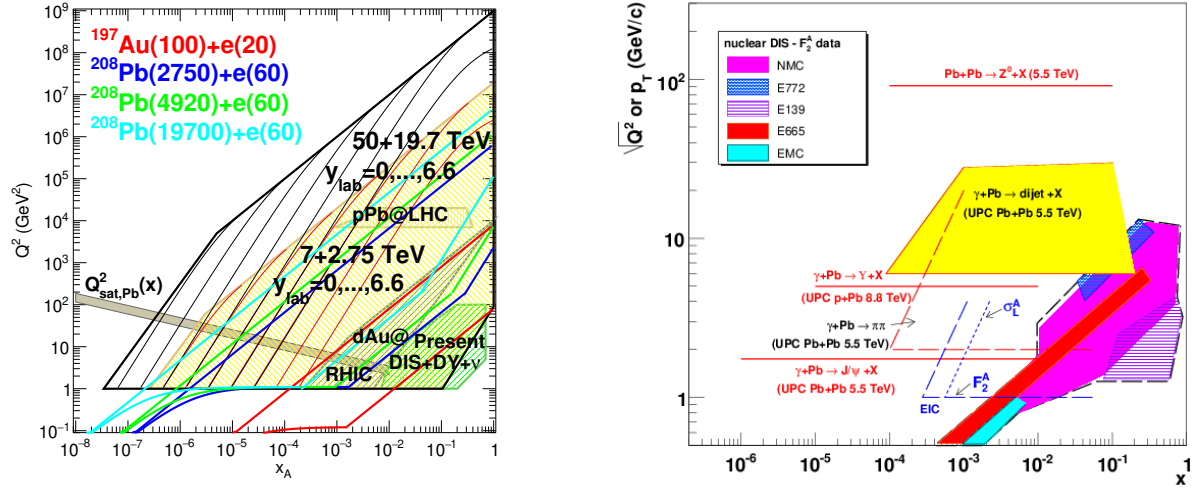 10⁹
10⁸
10⁷
10⁶
10⁵
10⁴
10³
10²
10
1
10⁻¹
Q² (GeV²)
¹⁹⁷Au(100)+e(20)
²⁰⁸Pb(2750)+e(60)
²⁰⁸Pb(4920)+e(60)
²⁰⁸Pb(19700)+e(60)
50+19.7 TeV
y_lab=0,...,6.6
pPb@LHC
7+2.75 TeV
y_lab=0,...,6.6
Q²_sat,Pb(x)
dAu@
RHIC
Present
DIS+DY+ν
10⁻⁸ 10⁻⁷ 10⁻⁶ 10⁻⁵ 10⁻⁴ 10⁻³ 10⁻² 10⁻¹ 1
x_A
√Q² or p_T (GeV/c)
10²
10
1
nuclear DIS - F₂ᴬ data
NMC
E772
E139
E665
EMC
Pb+Pb → Z⁰+X (5.5 TeV)
γ+Pb → dijet +X
(UPC Pb+Pb 5.5 TeV)
γ+Pb → Υ+X
(UPC p+Pb 8.8 TeV)
γ+Pb → ππ
(UPC Pb+Pb 5.5 TeV)
γ+Pb → J/ψ +X
(UPC Pb+Pb 5.5 TeV)
σ_Lᴬ
F₂ᴬ
EIC
10⁻⁶ 10⁻⁵ 10⁻⁴ 10⁻³ 10⁻² 10⁻¹ 1
x